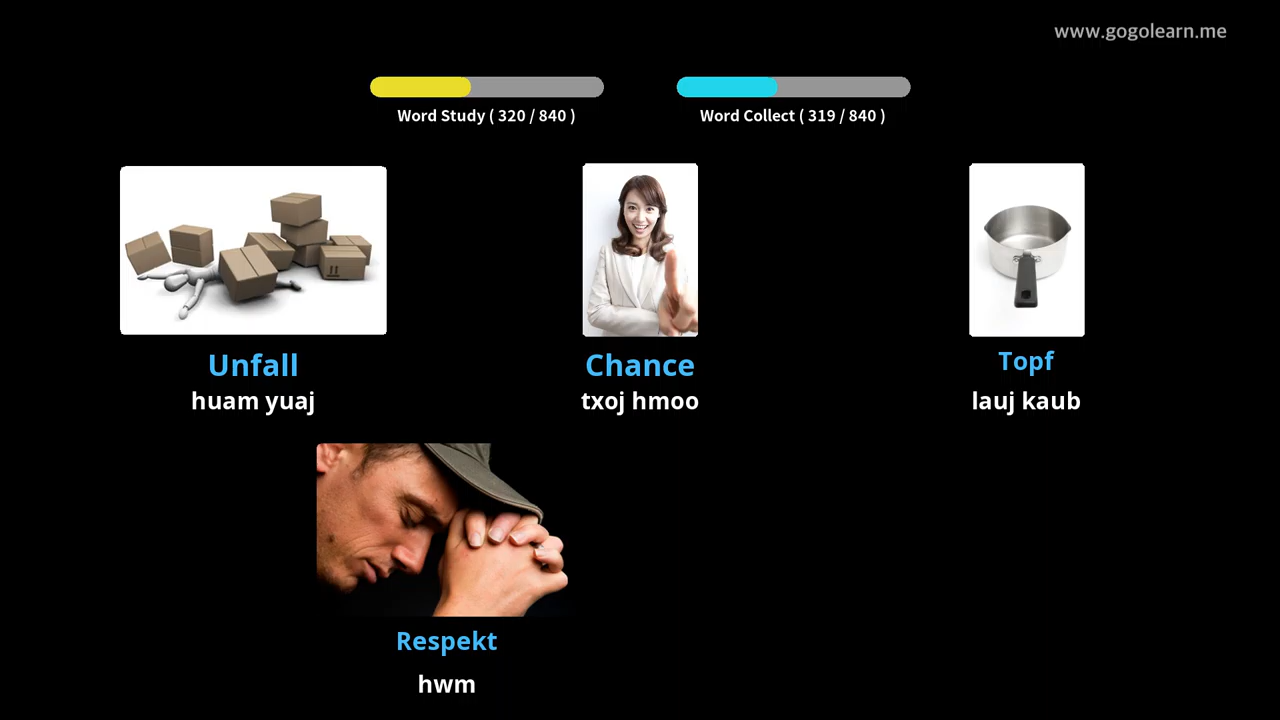 www.gogolearn.me
Word Study ( 320 / 840 )
Word Collect ( 319 / 840 )
Unfall
huam yuaj
Chance
txoj hmoo
Topf
lauj kaub
Respekt
hwm